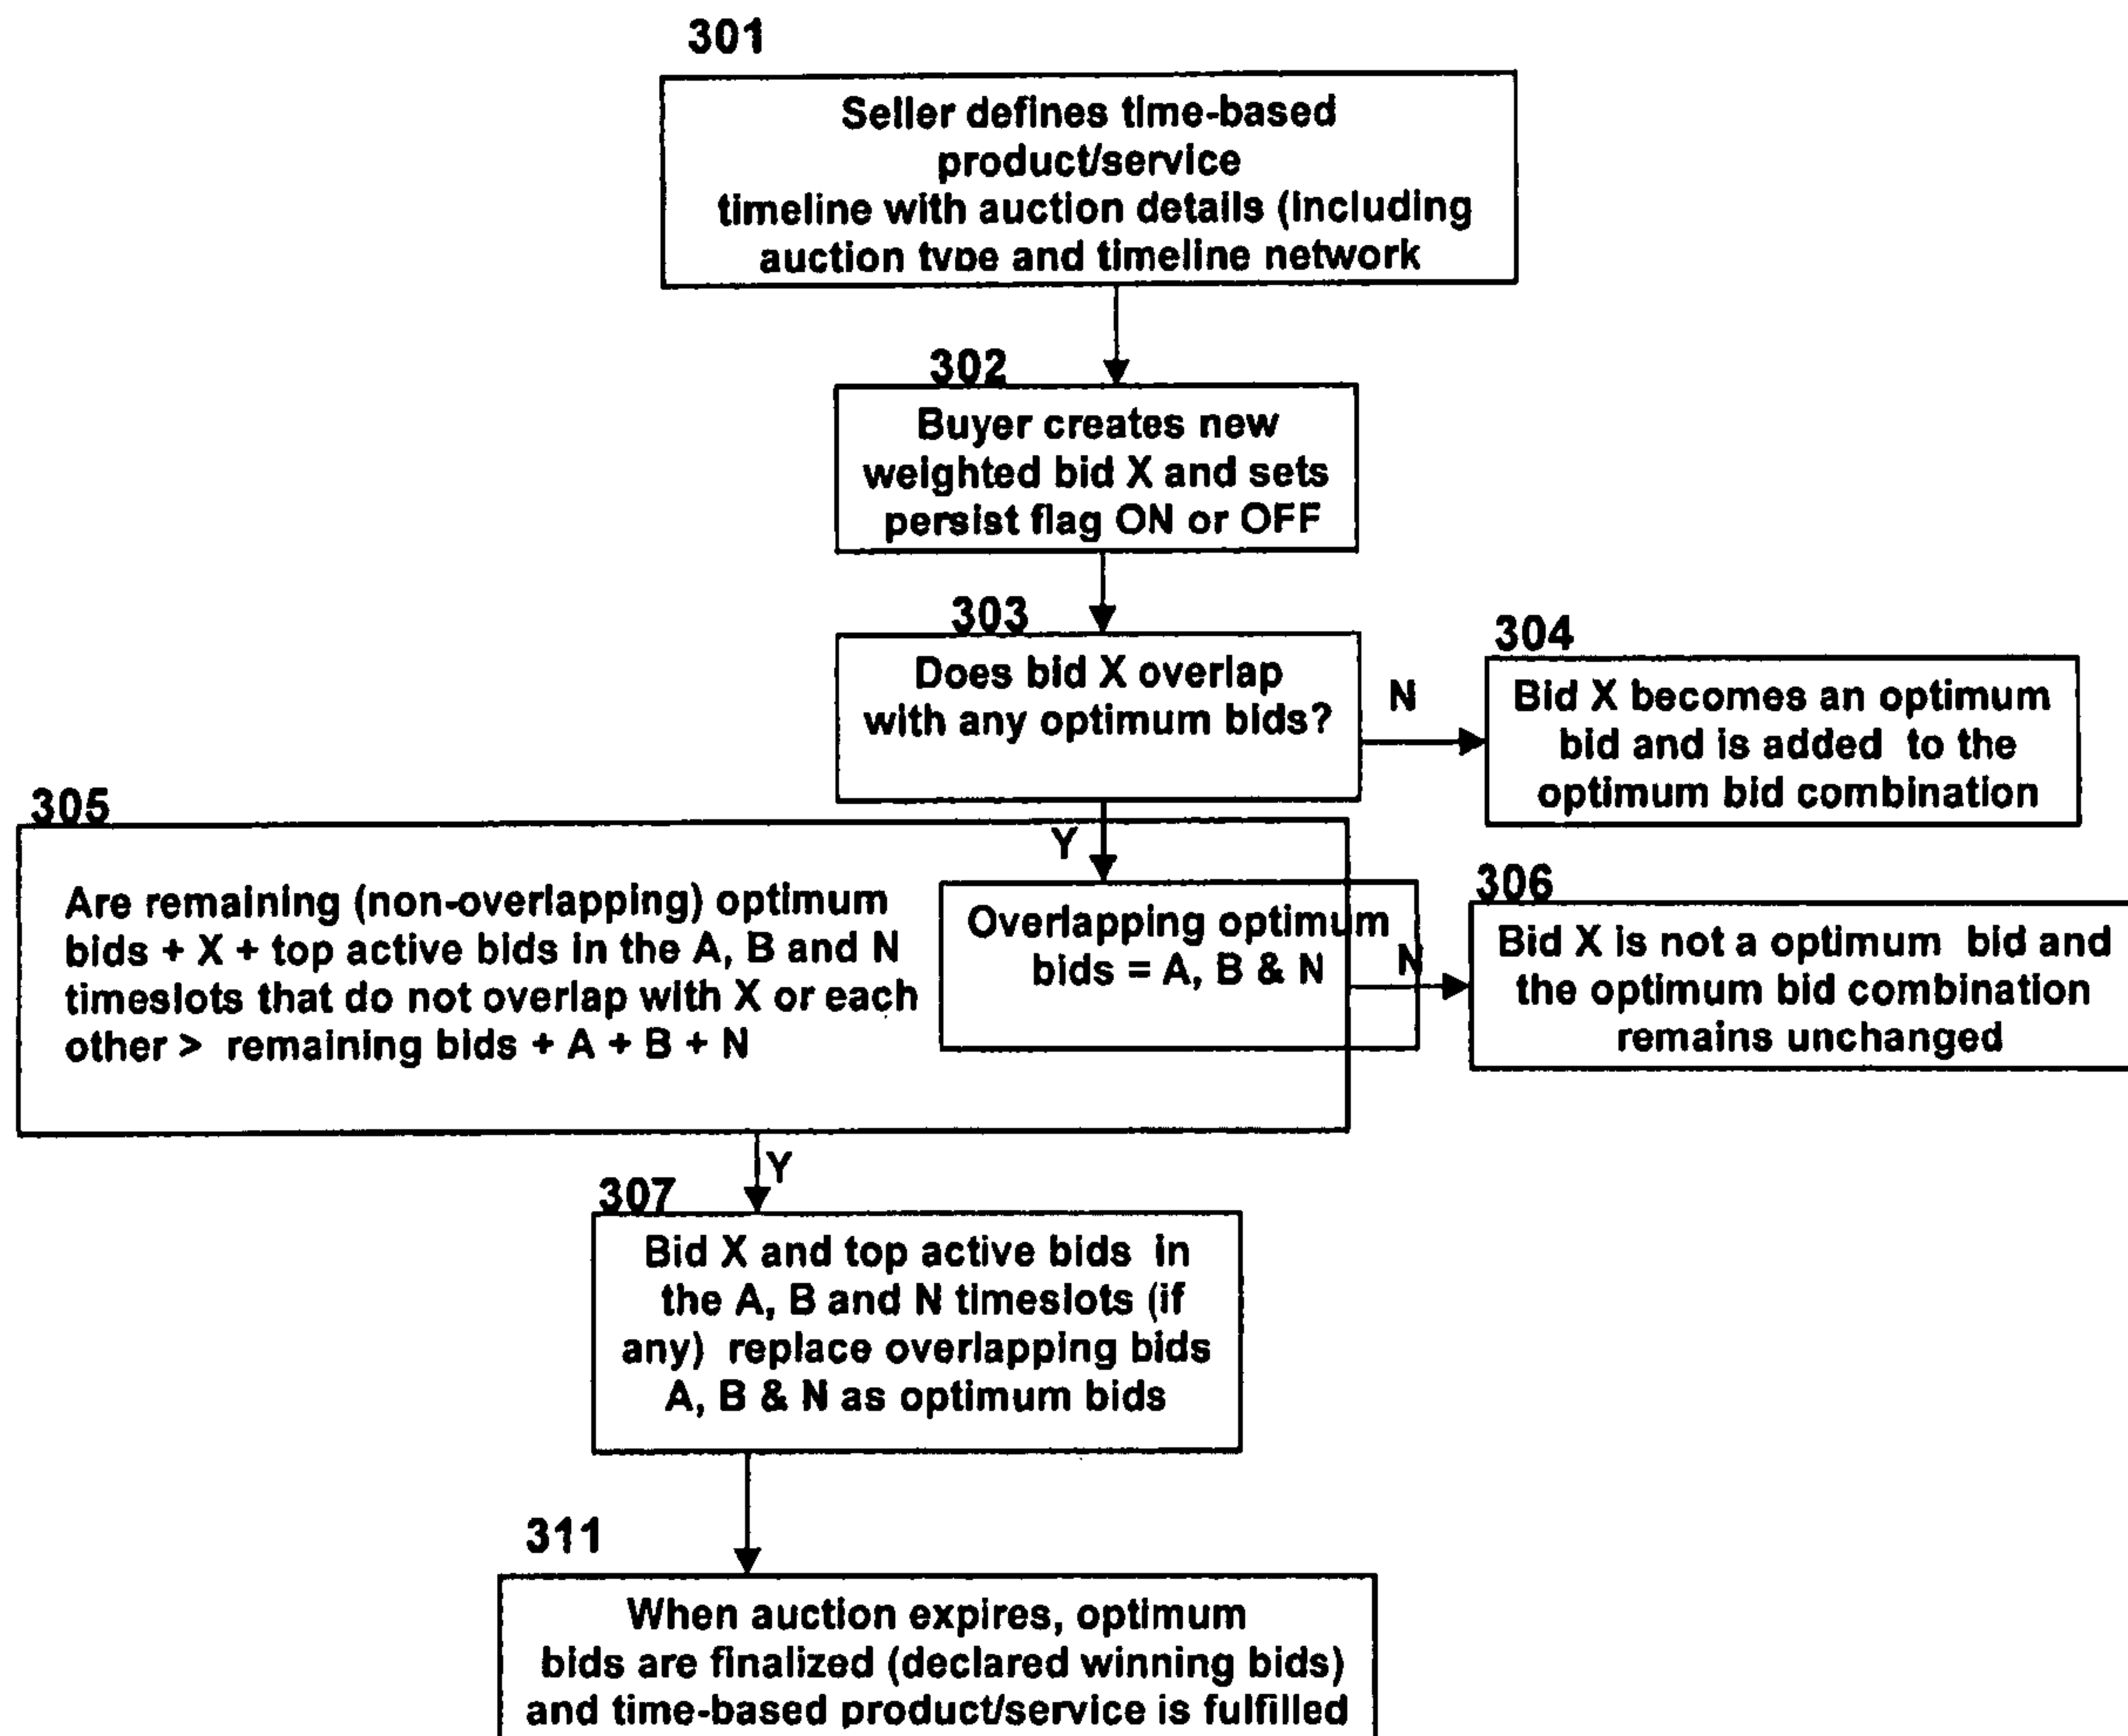 301
Seller defines time-based
product/service
timeline with auction details (including
auction type and timeline network
302
Buyer creates new
weighted bid X and sets
persist flag ON or OFF
303
Does bid X overlap
with any optimum bids?
N
304
Bid X becomes an optimum
bid and is added to the
optimum bid combination
Y
305
Are remaining (non-overlapping) optimum
bids + X + top active bids in the A, B and N
timeslots that do not overlap with X or each
other > remaining bids + A + B + N
Overlapping optimum
bids = A, B & N
N
306
Bid X is not a optimum bid and
the optimum bid combination
remains unchanged
Y
307
Bid X and top active bids in
the A, B and N timeslots (if
any) replace overlapping bids
A, B & N as optimum bids
311
When auction expires, optimum
bids are finalized (declared winning bids)
and time-based product/service is fulfilled